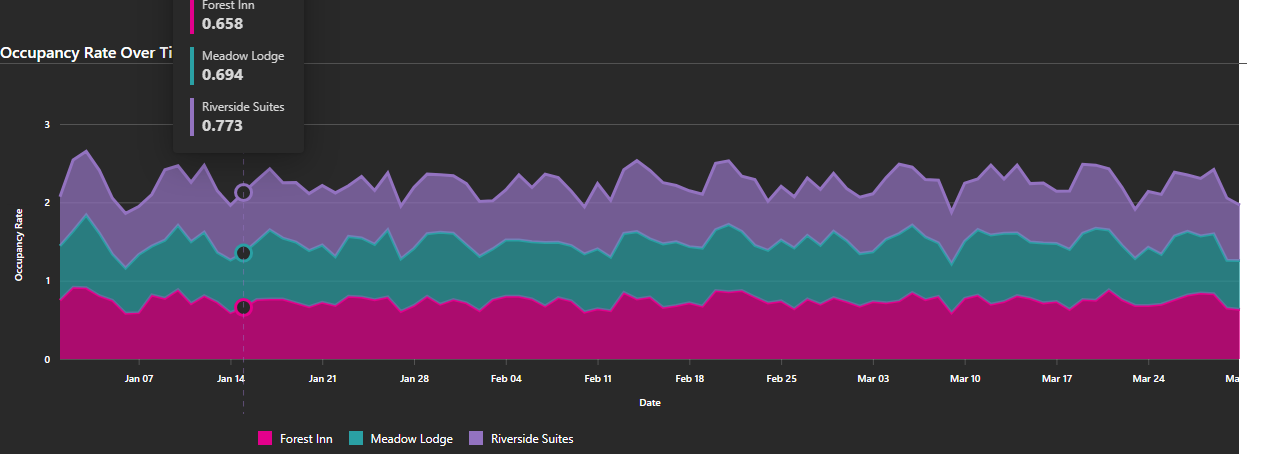 Forest Inn
0.658
Occupancy Rate Over Ti
Meadow Lodge
0.694
Riverside Suites
0.773
3
2
1
0
Occupancy Rate
Jan 07 Jan 14 Jan 21 Jan 28 Feb 04 Feb 11 Feb 18 Feb 25 Mar 03 Mar 10 Mar 17 Mar 24 Ma
Date
Forest Inn Meadow Lodge Riverside Suites